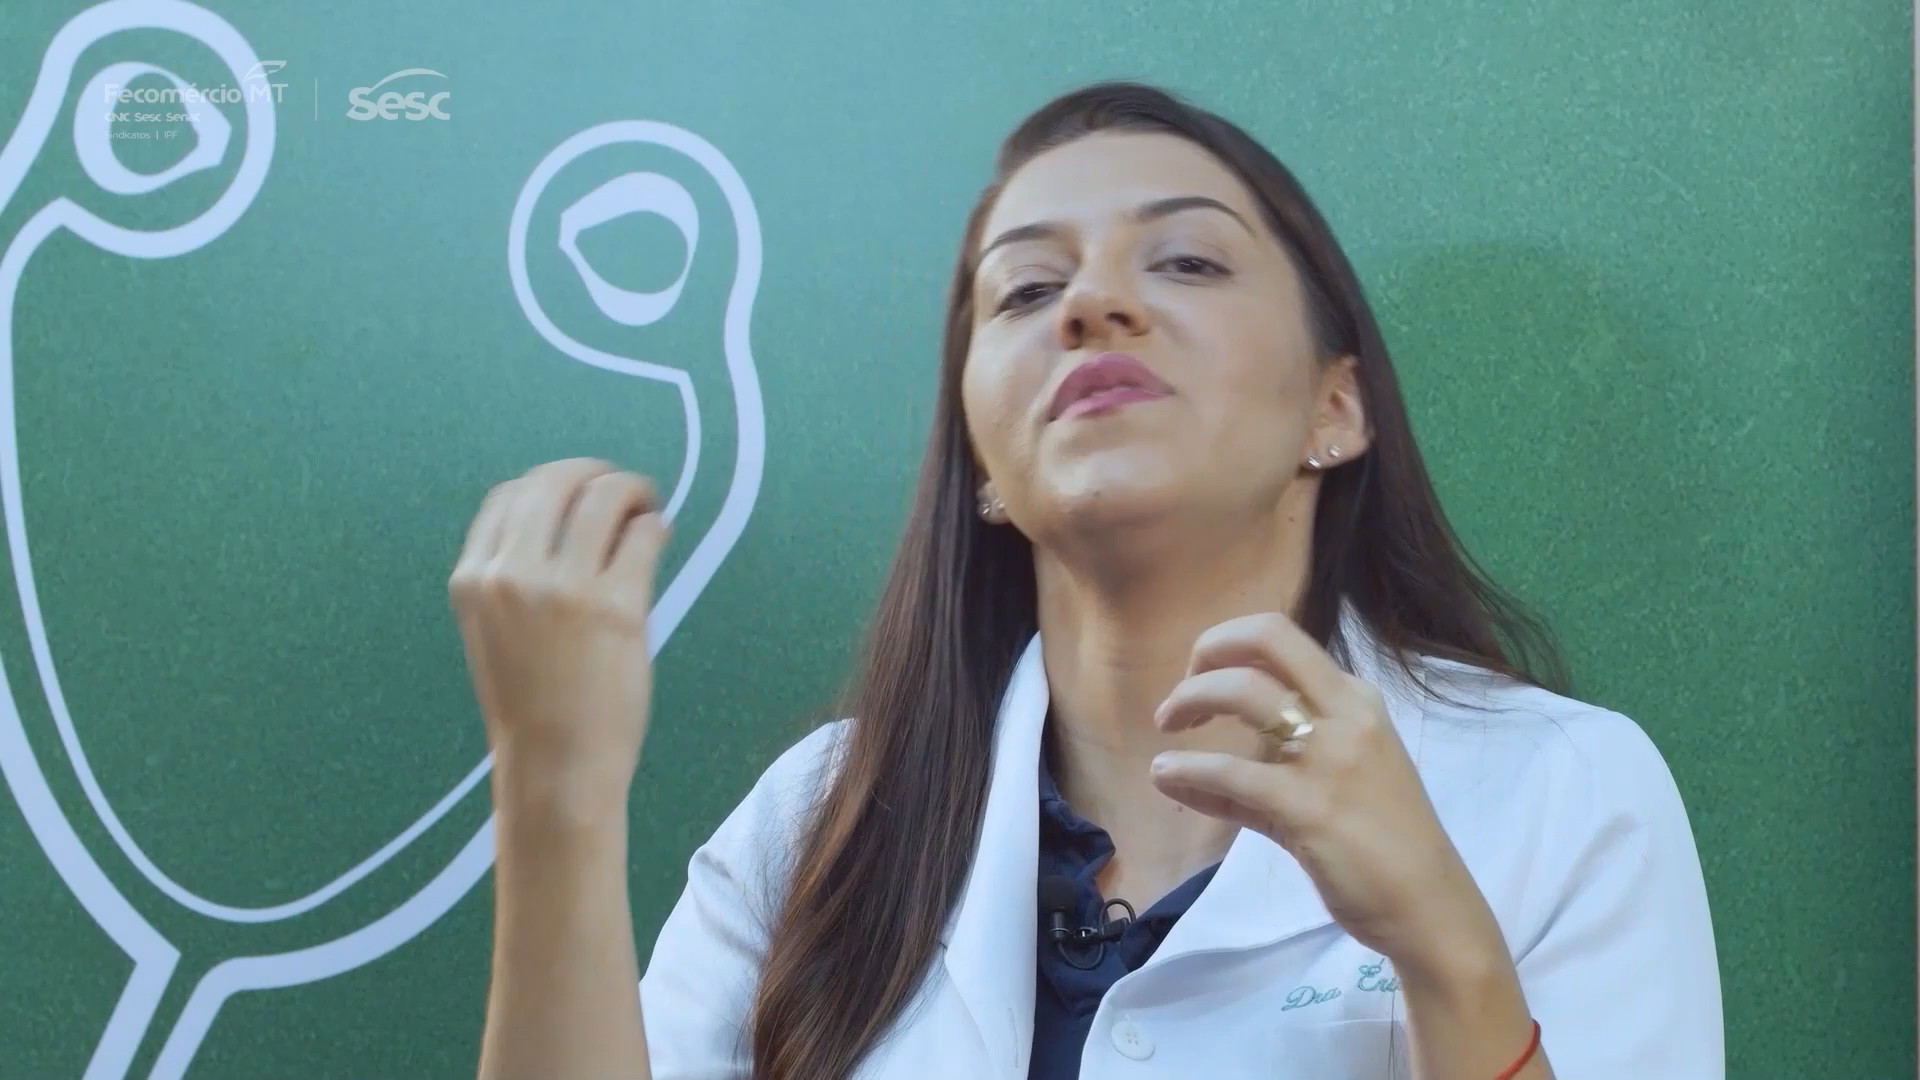 Fecomércio MT
CNC Sesc Senac
Sindicatos | IPF
Sesc
Dra